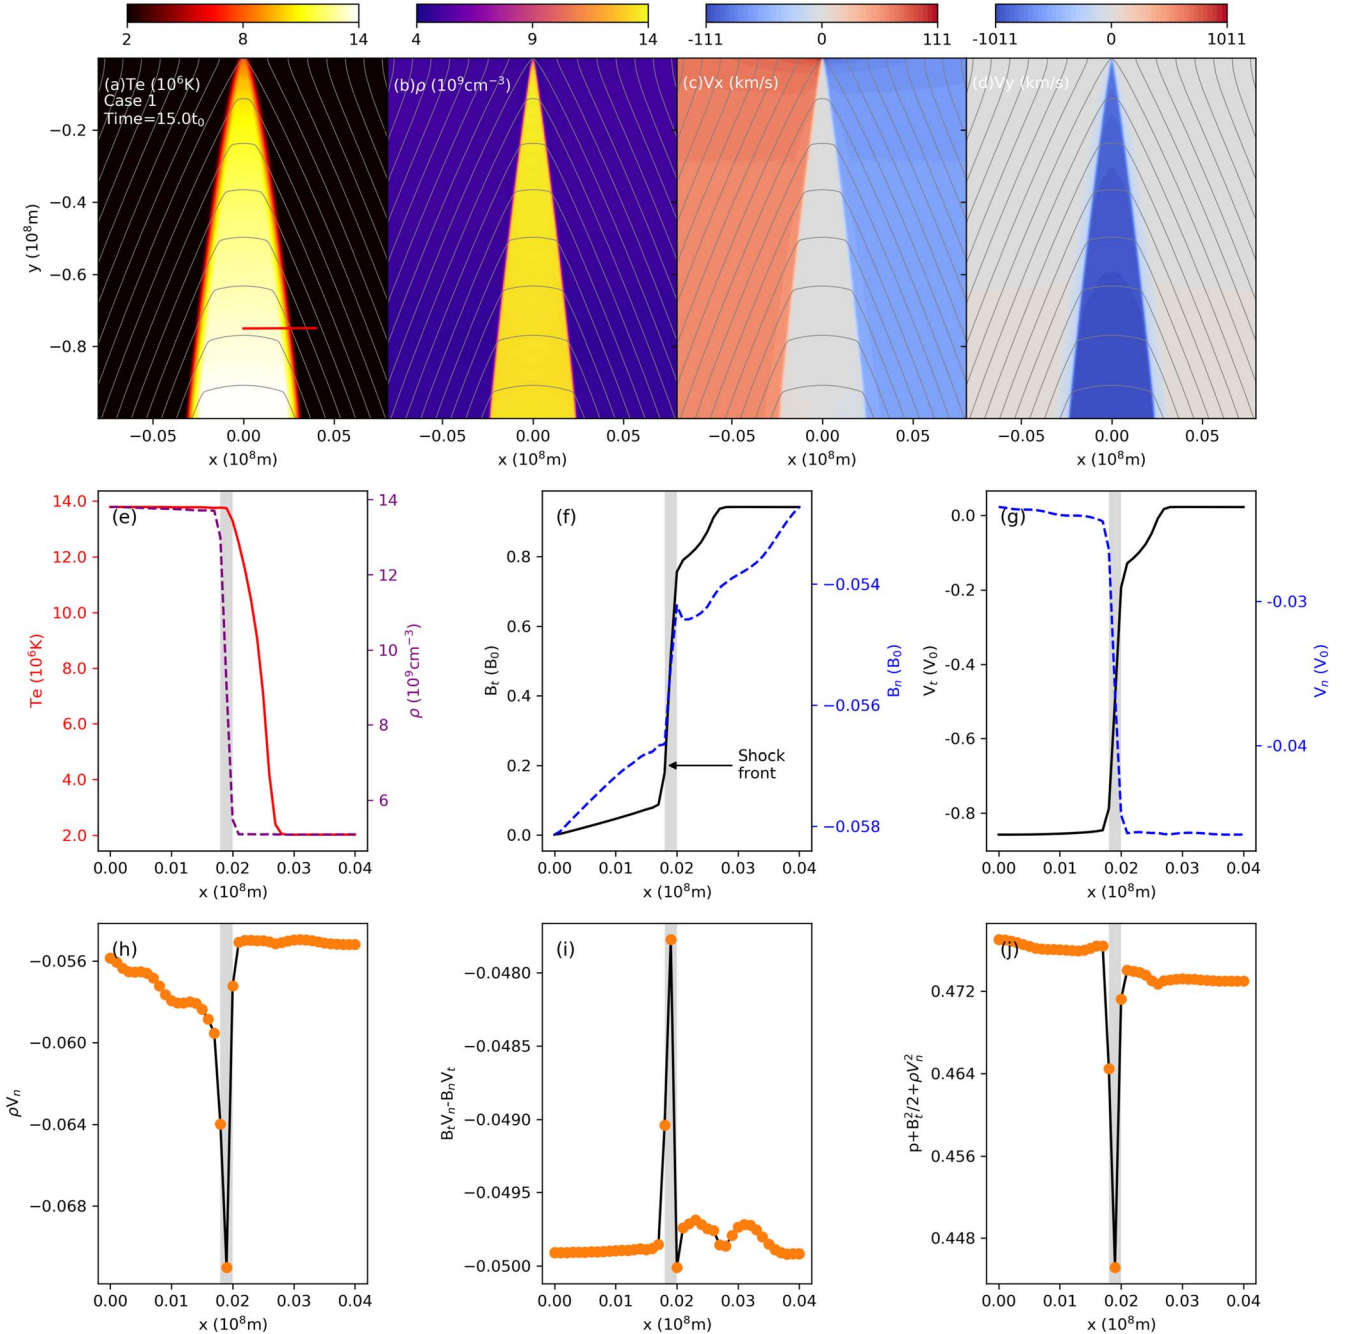 2 8 14
4 9 14
-111 0 111
-1011 0 1011
(a)Te (10⁶K)
Case 1
Time=15.0t₀
(b)ρ (10⁹cm⁻³)
(c)Vx (km/s)
(d)Vy (km/s)
y (10⁸m)
−0.2
−0.4
−0.6
−0.8
−0.05 0.00 0.05
x (10⁸m)
−0.05 0.00 0.05
x (10⁸m)
−0.05 0.00 0.05
x (10⁸m)
−0.05 0.00 0.05
x (10⁸m)
(e)
Te (10⁶K)
14.0
12.0
10.0
8.0
6.0
4.0
2.0
ρ (10⁹cm⁻³)
14
12
10
8
6
0.00 0.01 0.02 0.03 0.04
x (10⁸m)
(f)
Bₜ (B₀)
0.8
0.6
0.4
0.2
0.0
Shock
front
Bₙ (B₀)
−0.054
−0.056
−0.058
0.00 0.01 0.02 0.03 0.04
x (10⁸m)
(g)
Vₜ (V₀)
0.0
-0.2
-0.4
-0.6
-0.8
Vₙ (V₀)
-0.03
-0.04
0.00 0.01 0.02 0.03 0.04
x (10⁸m)
(h)
ρVₙ
−0.056
−0.060
−0.064
−0.068
0.00 0.01 0.02 0.03 0.04
x (10⁸m)
(i)
BₜVₙ-BₙVₜ
−0.0480
−0.0485
−0.0490
−0.0495
−0.0500
0.00 0.01 0.02 0.03 0.04
x (10⁸m)
(j)
p+Bₜ²/2+ρVₙ²
0.472
0.464
0.456
0.448
0.00 0.01 0.02 0.03 0.04
x (10⁸m)